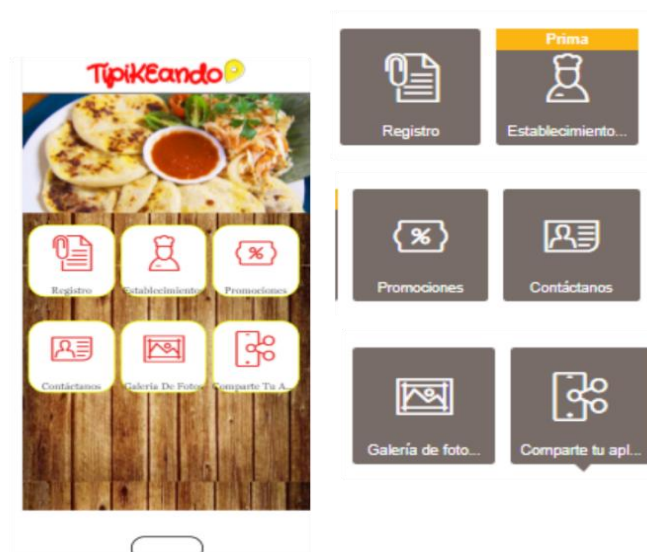 TipiKEando
Registro
Establecimientos
Promociones
Contáctanos
Galería De Fotos
Comparte Tu A...
Prima
Registro
Establecimiento...
Promociones
Contáctanos
Galería de foto...
Comparte tu apl...